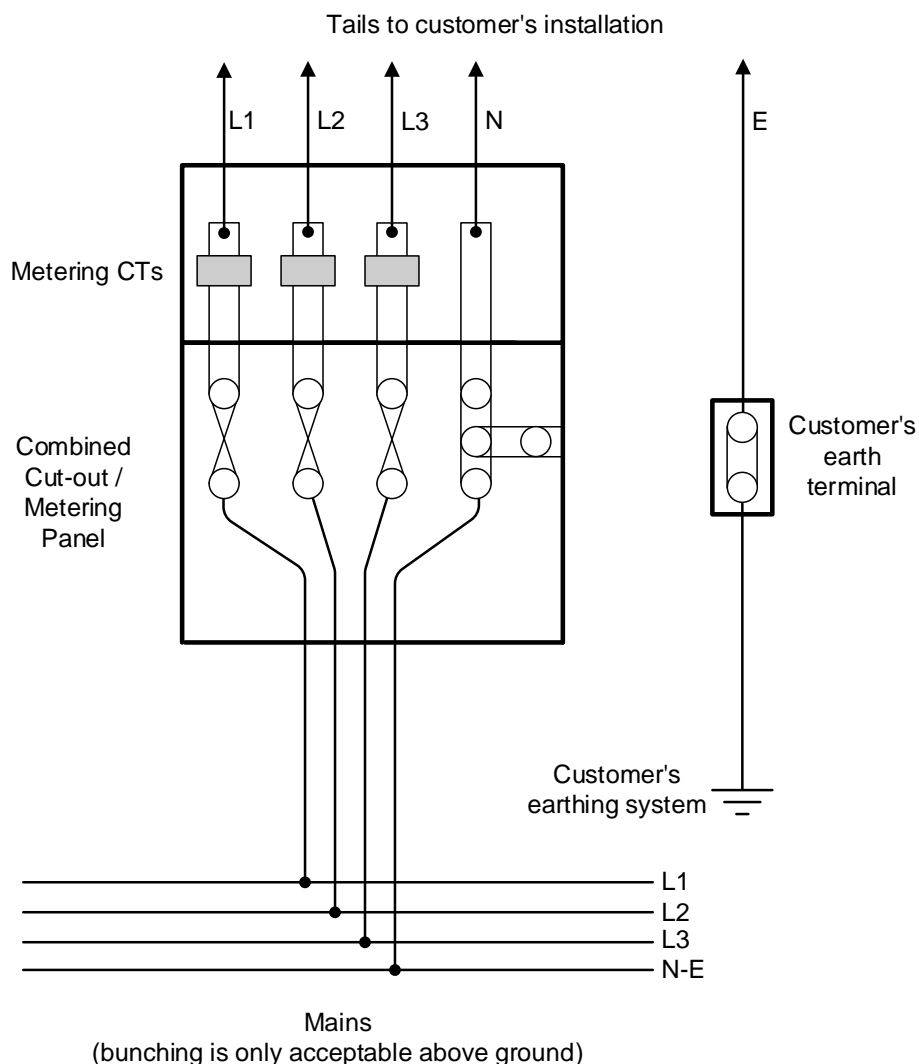 Tails to customer's installation
L1
L2
L3
N
E
Metering CTs
Combined
Cut-out /
Metering
Panel
Customer's
earth
terminal
Customer's
earthing system
L1
L2
L3
N-E
Mains
(bunching is only acceptable above ground)